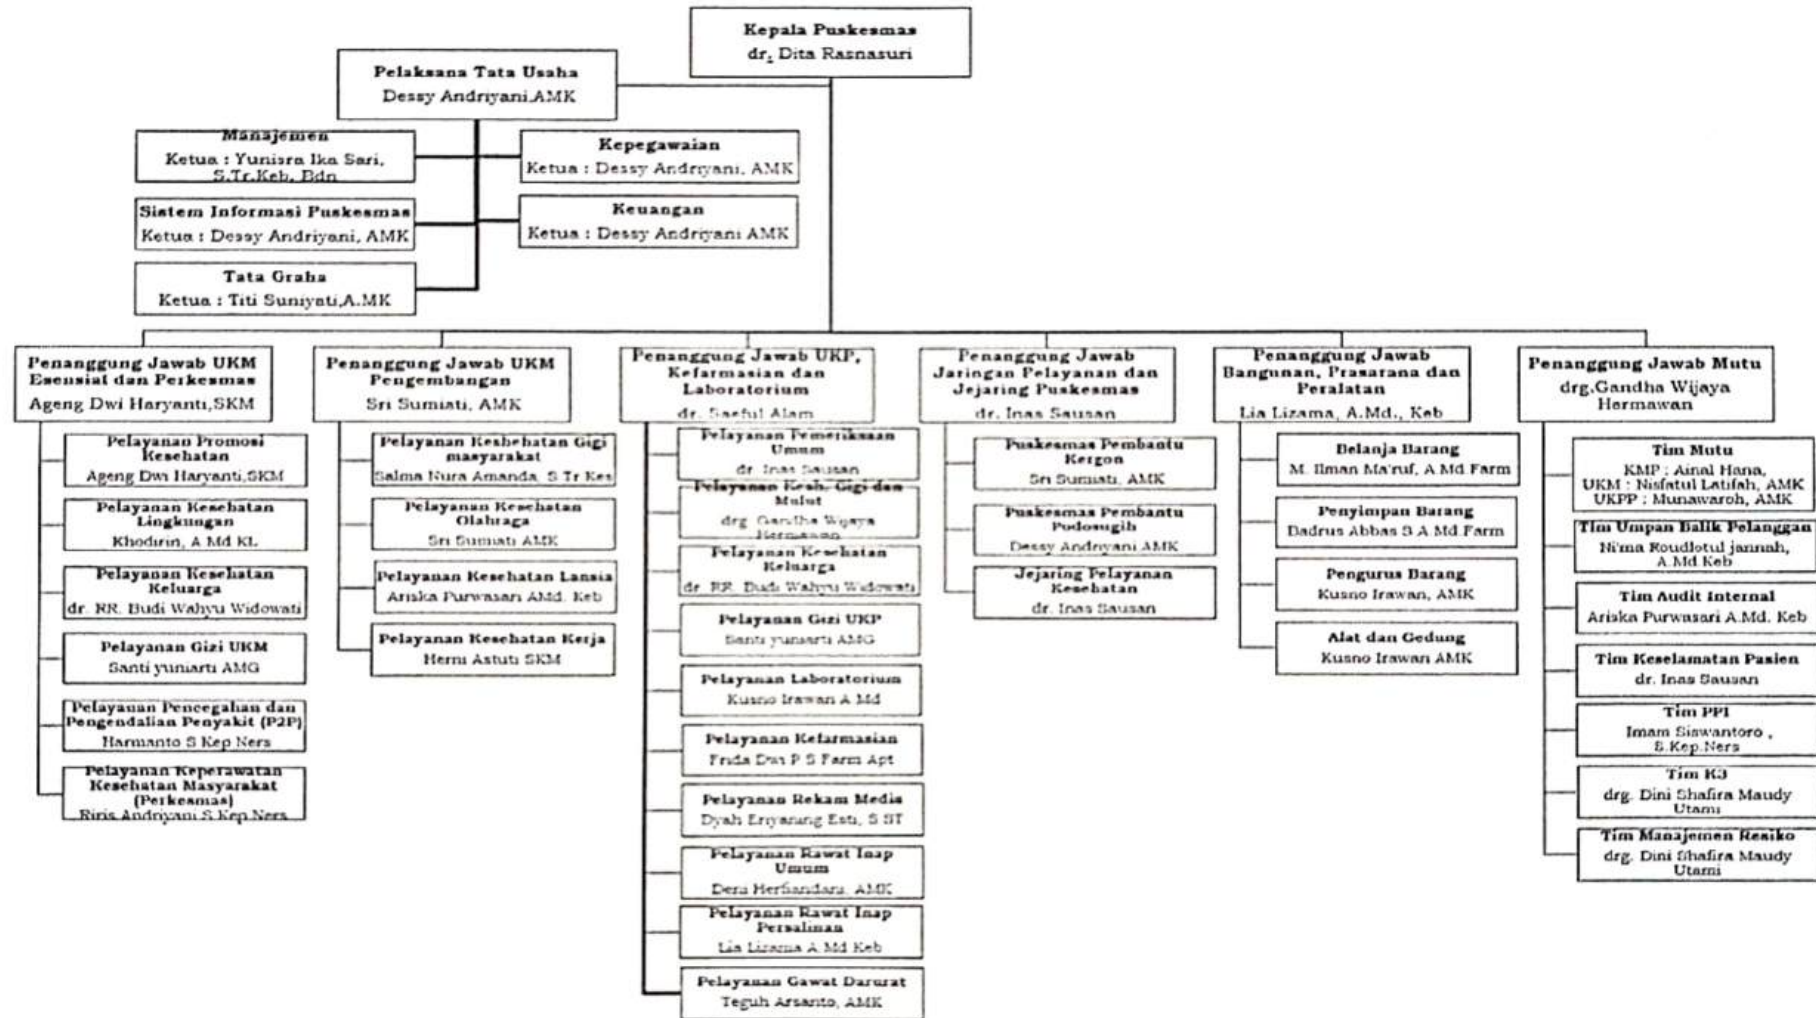 Kepala Puskesmas
dr. Dita Rasnasuri
Pelaksana Tata Usaha
Dessy Andriyani,AMK
Manajemen
Ketua : Yunisra Ika Sari,
S.Tr.Keb, Bdn
Kepegawaian
Ketua : Dessy Andriyani, AMK
Sistem Informasi Puskesmas
Ketua : Dessy Andriyani, AMK
Keuangan
Ketua : Dessy Andriyani AMK
Tata Graha
Ketua : Titi Suniyati,A.MK
Penanggung Jawab UKM
Esensial dan Perkesmas
Ageng Dwi Haryanti,SKM
Pelayanan Promosi
Kesehatan
Ageng Dwi Haryanti,SKM
Pelayanan Kesehatan
Lingkungan
Khodirin, A Md KL
Pelayanan Kesehatan
Keluarga
dr. RR. Budi Wahyu Widowati
Pelayanan Gizi UKM
Santi yuniarti AMG
Pelayanan Pencegahan dan
Pengendalian Penyakit (P2P)
Harmanto S Kep Ners
Pelayanan Keperawatan
Kesehatan Masyarakat
(Perkesmas)
Riris Andriyani S Kep Ners
Penanggung Jawab UKM
Pengembangan
Sri Sumiati, AMK
Pelayanan Keshehatan Gigi
masyarakat
Salma Nura Amanda, S Tr Kes
Pelayanan Kesehatan
Olahraga
Sri Sumiati AMK
Pelayanan Kesehatan Lansia
Ariska Purwasari AMd. Keb
Pelayanan Kesehatan Kerja
Herni Astuti SKM
Penanggung Jawab UKP,
Kefarmasian dan
Laboratorium
dr. Saeful Alam
Pelayanan Pemeriksaan
Umum
dr. Inas Sausan
Pelayanan Kesh. Gigi dan
Mulut
drg. Gandha Wijaya
Hermawan
Pelayanan Kesehatan
Keluarga
dr. RR. Budi Wahyu Widowati
Pelayanan Gizi UKP
Santi yuniarti AMG
Pelayanan Laboratorium
Kusno Irawan A Md
Pelayanan Kefarmasian
Frida Dwi P S Farm Apt
Pelayanan Rekam Medis
Dyah Eriyaning Esti, S ST
Pelayanan Rawat Inap
Umum
Deni Herfiandani, AMK
Pelayanan Rawat Inap
Persalinan
Lia Lizama A Md Keb
Pelayanan Gawat Darurat
Teguh Arsanto, AMK
Penanggung Jawab
Jaringan Pelayanan dan
Jejaring Puskesmas
dr. Inas Sausan
Puskesmas Pembantu
Kergon
Sri Sumiati, AMK
Puskesmas Pembantu
Podosugih
Dessy Andriyani AMK
Jejaring Pelayanan
Kesehatan
dr. Inas Sausan
Penanggung Jawab
Bangunan, Prasarana dan
Peralatan
Lia Lizama, A.Md., Keb
Belanja Barang
M. Ilman Ma'ruf, A Md Farm
Penyimpan Barang
Badrus Abbas S A Md Farm
Pengurus Barang
Kusno Irawan, AMK
Alat dan Gedung
Kusno Irawan AMK
Penanggung Jawab Mutu
drg.Gandha Wijaya
Hermawan
Tim Mutu
KMP : Ainal Hana,
UKM : Nisfatul Latifah, AMK
UKPP : Munawaroh, AMK
Tim Umpan Balik Pelanggan
Ni'ma Roudlotul jannah,
A.Md Keb
Tim Audit Internal
Ariska Purwasari A.Md. Keb
Tim Keselamatan Pasien
dr. Inas Sausan
Tim PPI
Imam Siswantoro ,
S.Kep.Ners
Tim K3
drg. Dini Shafira Maudy
Utami
Tim Manajemen Resiko
drg. Dini Shafira Maudy
Utami